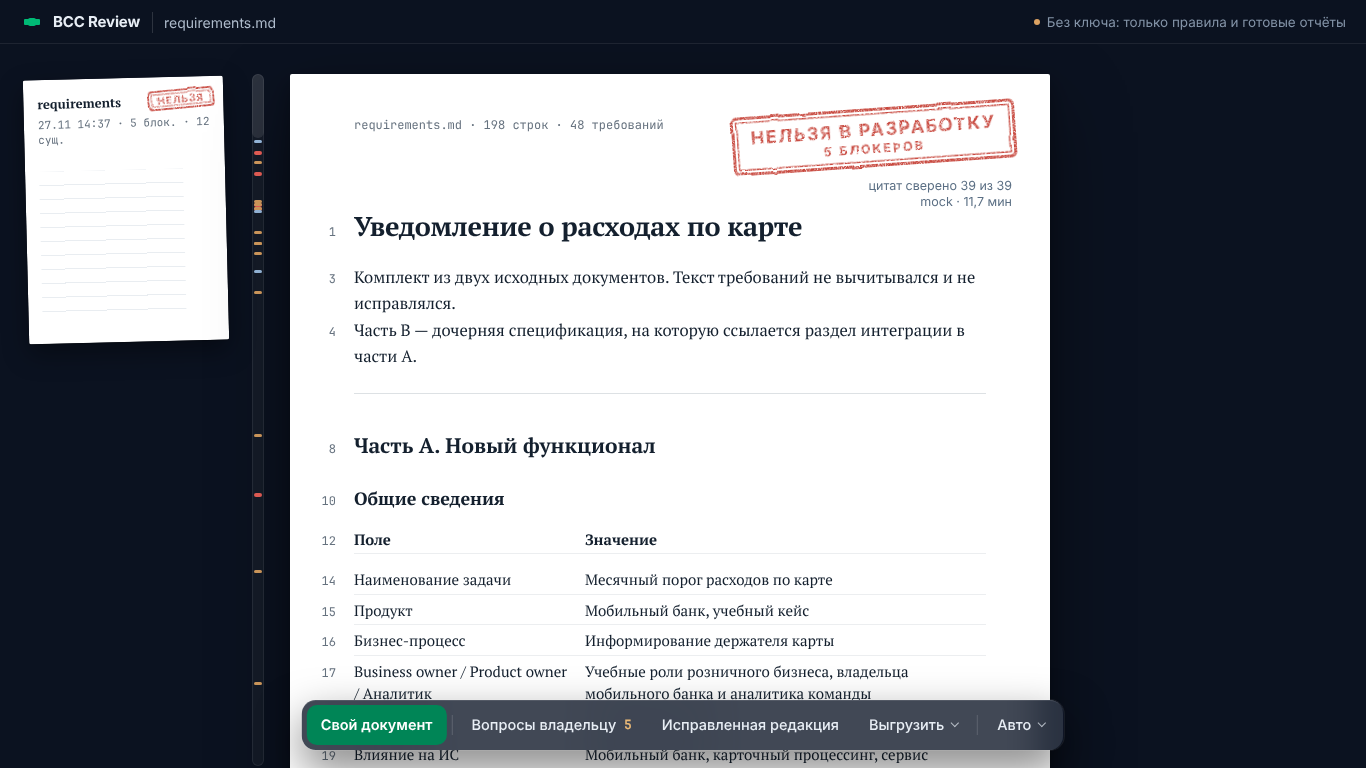 BCC Review
requirements.md
Без ключа: только правила и готовые отчёты
requirements
НЕЛЬЗЯ
27.11 14:37 · 5 блок. · 12
сущ.
requirements.md · 198 строк · 48 требований
НЕЛЬЗЯ В РАЗРАБОТКУ
5 БЛОКЕРОВ
цитат сверено 39 из 39
mock · 11,7 мин
1 Уведомление о расходах по карте
3 Комплект из двух исходных документов. Текст требований не вычитывался и не
исправлялся.
4 Часть B — дочерняя спецификация, на которую ссылается раздел интеграции в
части A.
8 Часть A. Новый функционал
10 Общие сведения
12 Поле Значение
14 Наименование задачи Месячный порог расходов по карте
15 Продукт Мобильный банк, учебный кейс
16 Бизнес-процесс Информирование держателя карты
17 Business owner / Product owner Учебные роли розничного бизнеса, владельца
/ Аналитик мобильного банка и аналитика команды
Свой документ Вопросы владельцу 5 Исправленная редакция Выгрузить Авто
19 Влияние на ИС Мобильный банк, карточный процессинг, сервис